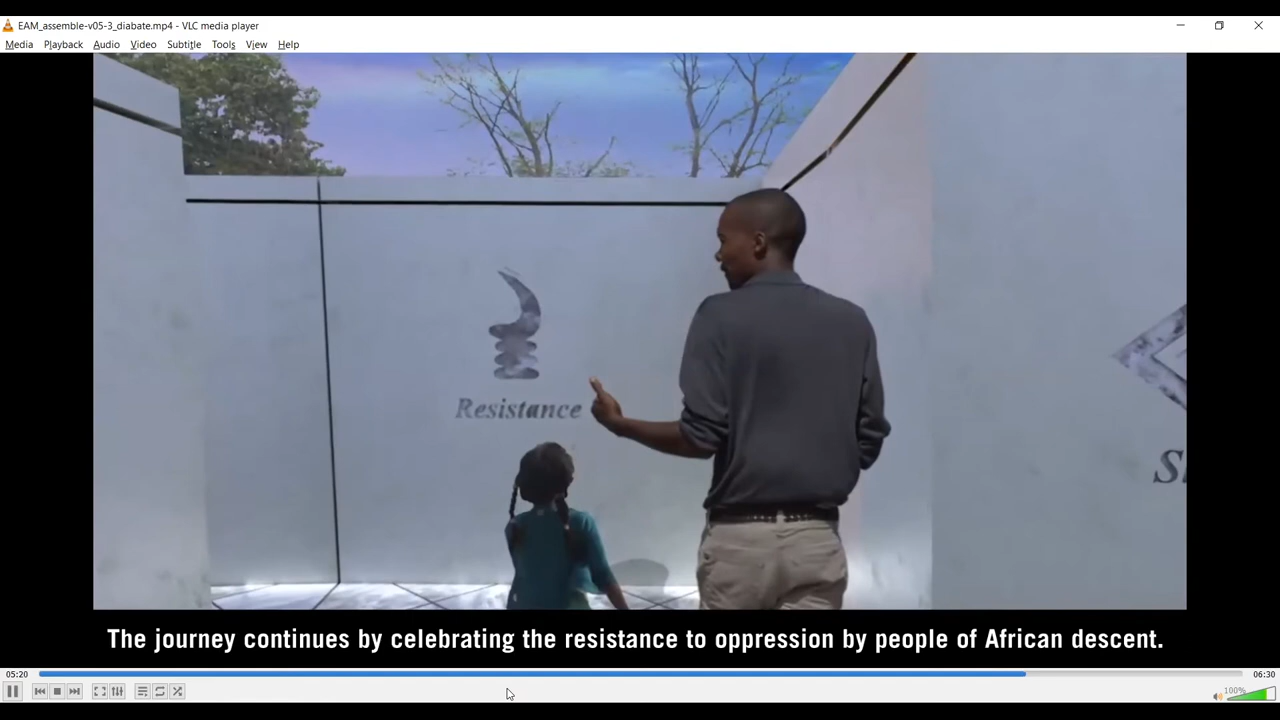 EAM_assemble-v05-3_diabate.mp4 - VLC media player
Media Playback Audio Video Subtitle Tools View Help
Resistance
The journey continues by celebrating the resistance to oppression by people of African descent.
05:20
06:30
100%